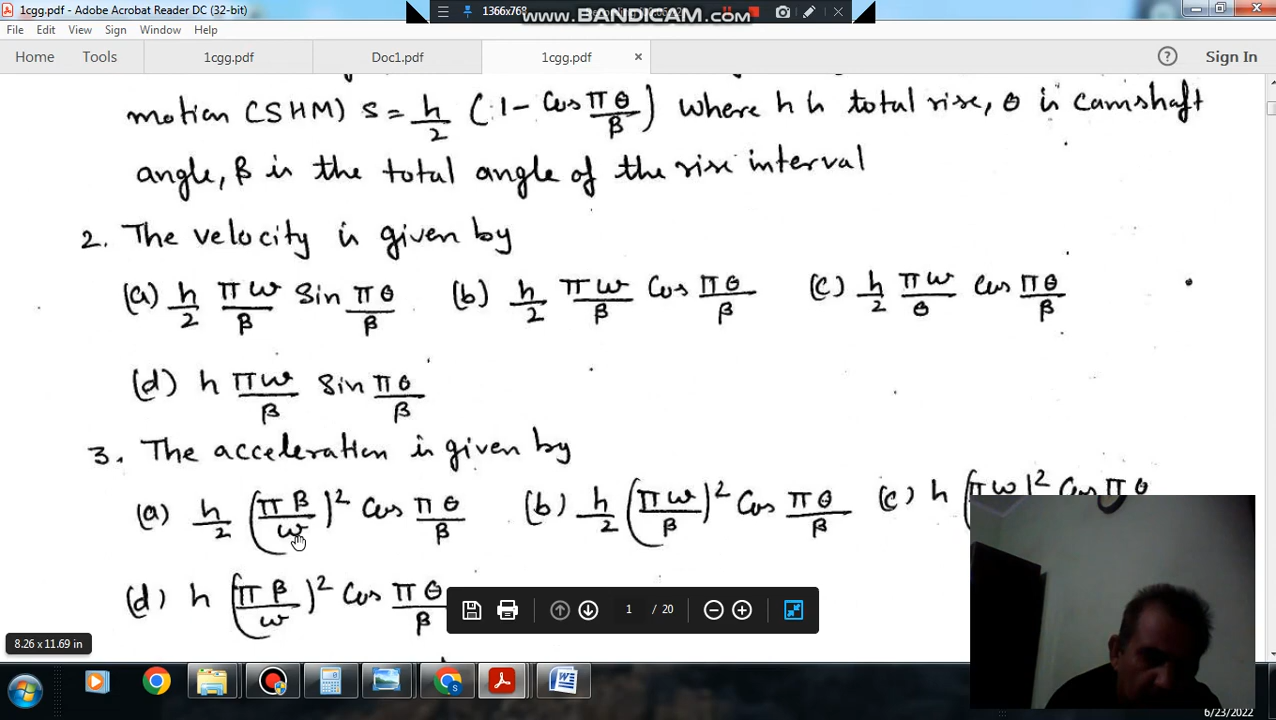 1cgg.pdf - Adobe Acrobat Reader DC (32-bit)
1366x768
www.BANDICAM.com
File Edit View Sign Window Help
Home Tools 1cgg.pdf Doc1.pdf 1cgg.pdf × Sign In
motion (SHM) s = h/2 (1 - Cos πθ/β) where h h total rise, θ is camshaft
angle, β is the total angle of the rise interval
2. The velocity is given by
(a) h/2 πω/β Sin πθ/β (b) h/2 πω/β Cos πθ/β (c) h/2 πω/θ Cos πθ/β
(d) h πω/β Sin πθ/β
3. The acceleration is given by
(a) h/2 (πβ/ω)² Cos πθ/β (b) h/2 (πω/β)² Cos πθ/β (c) h (πω)² Cos πθ
(d) h (πβ/ω)² Cos πθ/β
1 / 20
8.26 x 11.69 in
6/23/2022